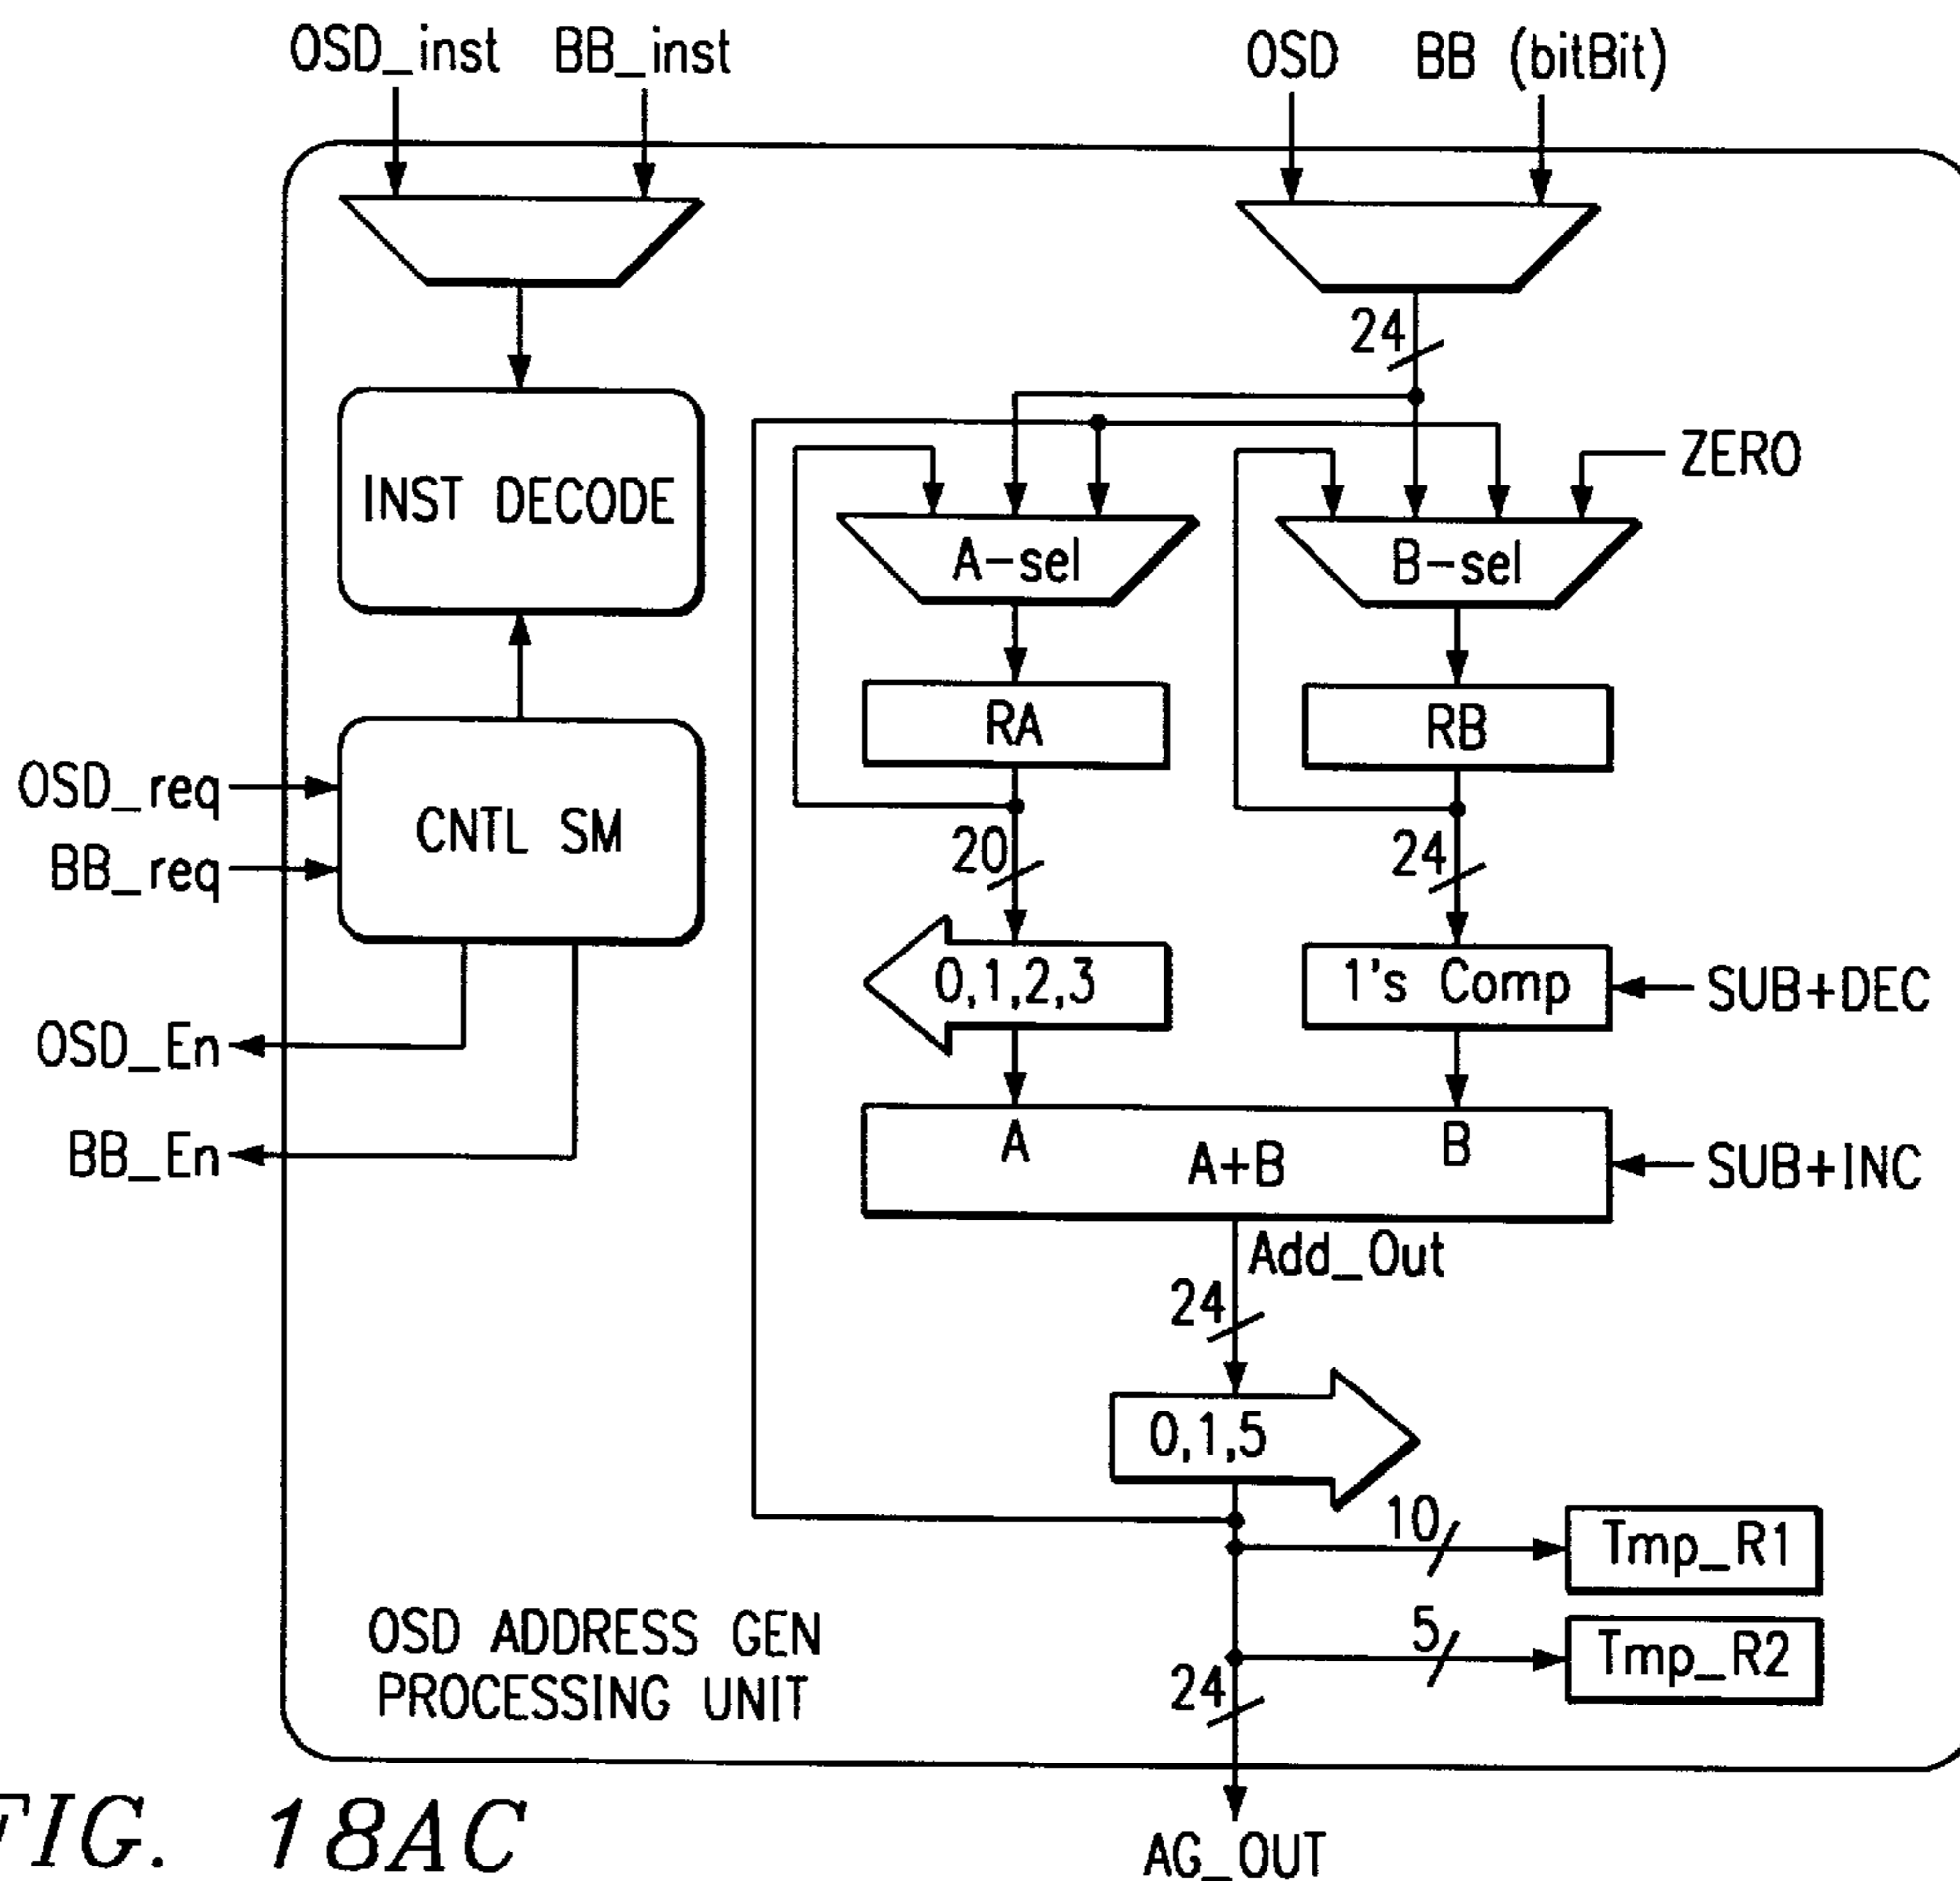 OSD_inst BB_inst OSD BB (bitBit)
24
ZERO
INST DECODE
A-sel B-sel
RA RB
OSD_req
BB_req
CNTL SM
20 24
0,1,2,3 1's Comp SUB+DEC
OSD_En
BB_En
A A+B B SUB+INC
Add_Out
24
0,1,5
10 Tmp_R1
5 Tmp_R2
OSD ADDRESS GEN
PROCESSING UNIT
24
FIG. 18AC
AG_OUT